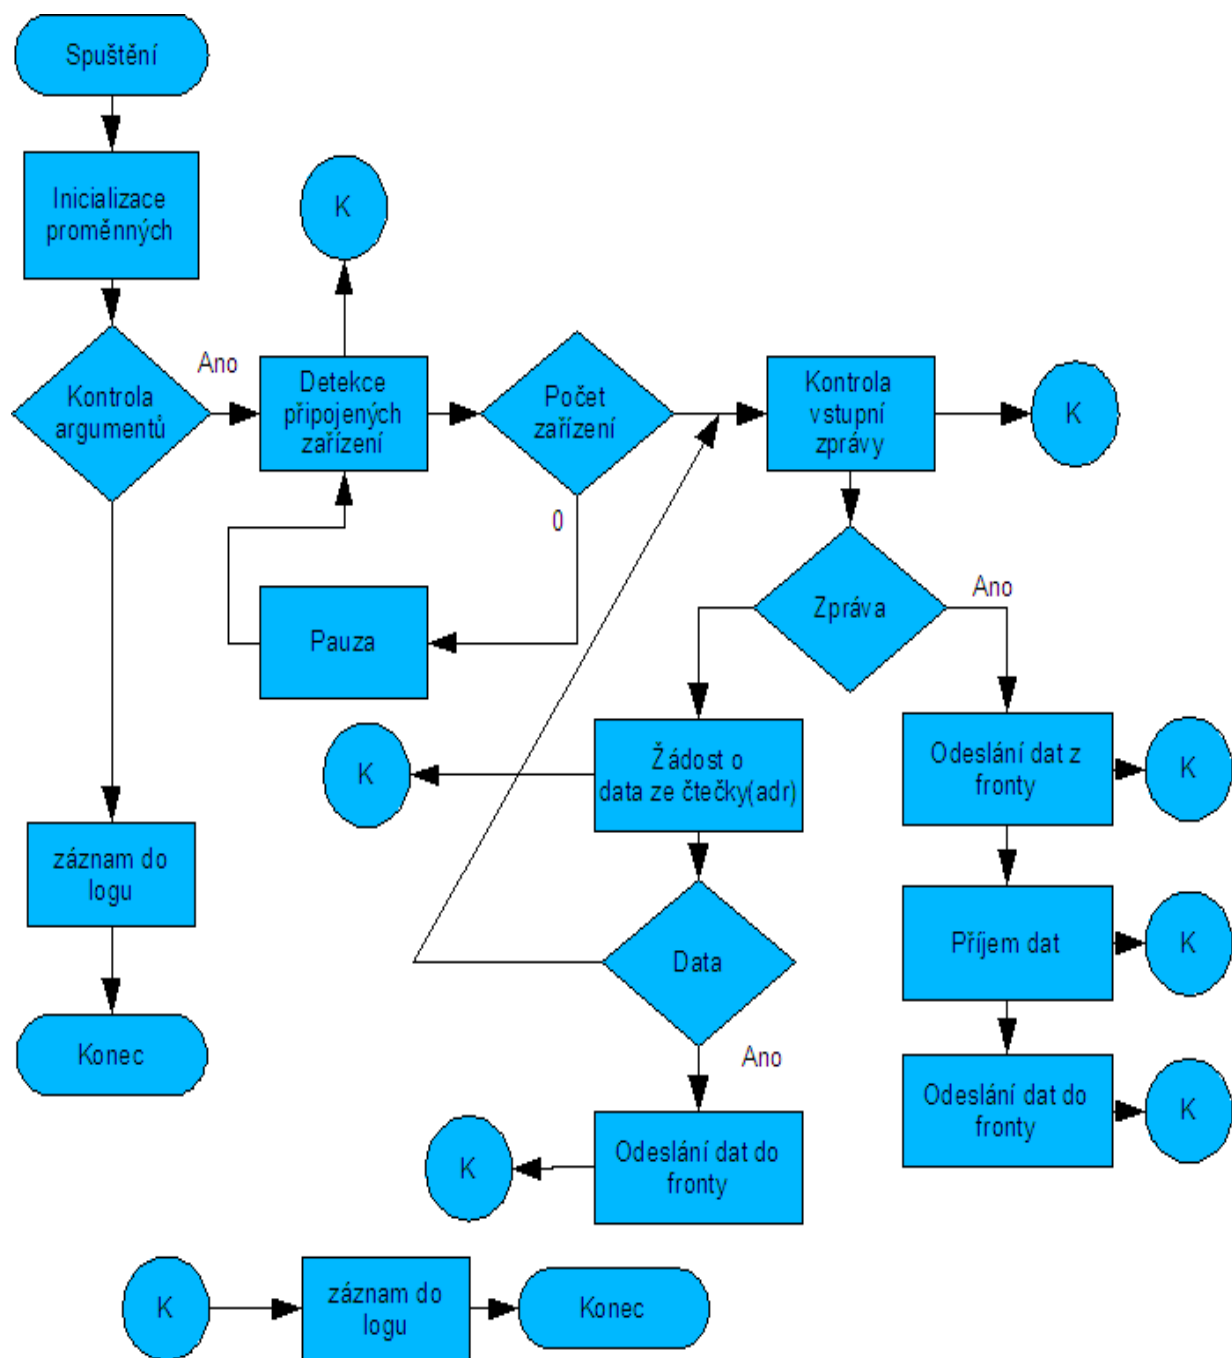 Spuštění
Inicializace
proměnných
K
Ano
Kontrola
argumentů
Detekce
připojených
zařízení
Počet
zařízení
Kontrola
vstupní
zprávy
K
0
Pauza
Zpráva
Ano
K
Žádost o
data ze čtečky(adr)
Odeslání dat z
fronty
K
záznam do
logu
Data
Příjem dat
K
Konec
Ano
Odeslání dat do
fronty
K
K
Odeslání dat do
fronty
K
záznam do
logu
Konec